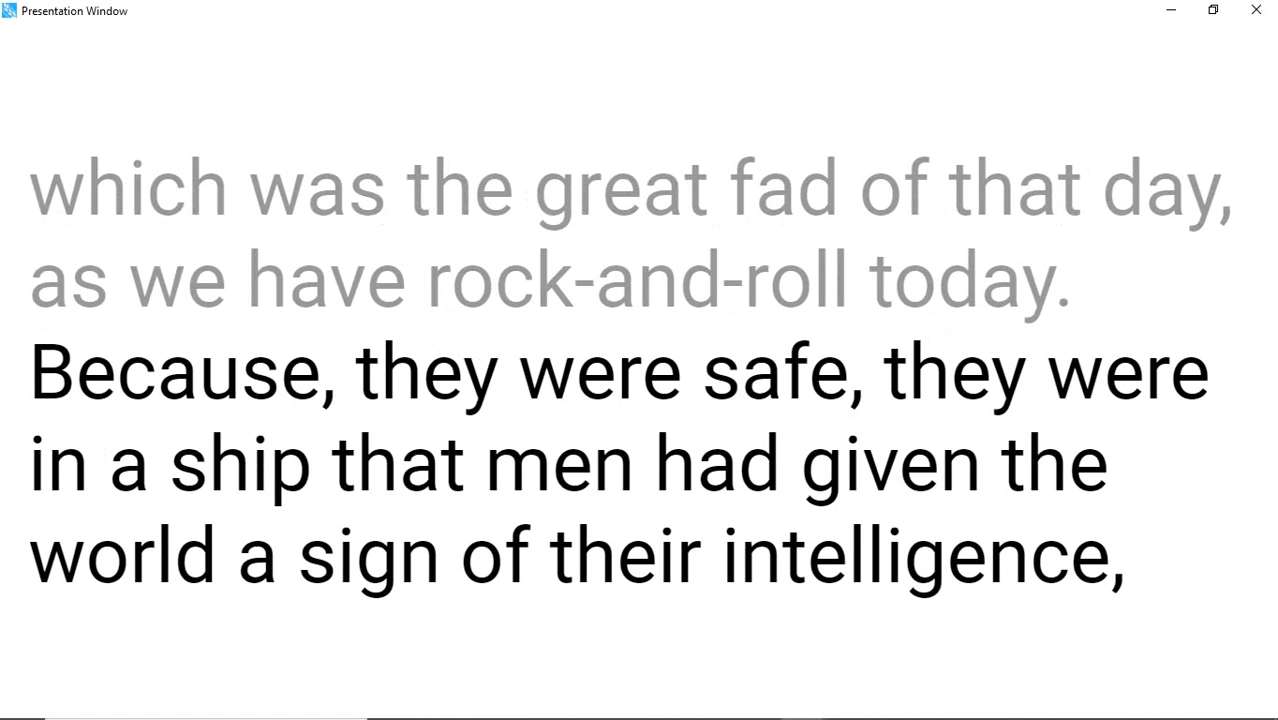 Presentation Window
which was the great fad of that day,
as we have rock-and-roll today.
Because, they were safe, they were
in a ship that men had given the
world a sign of their intelligence,